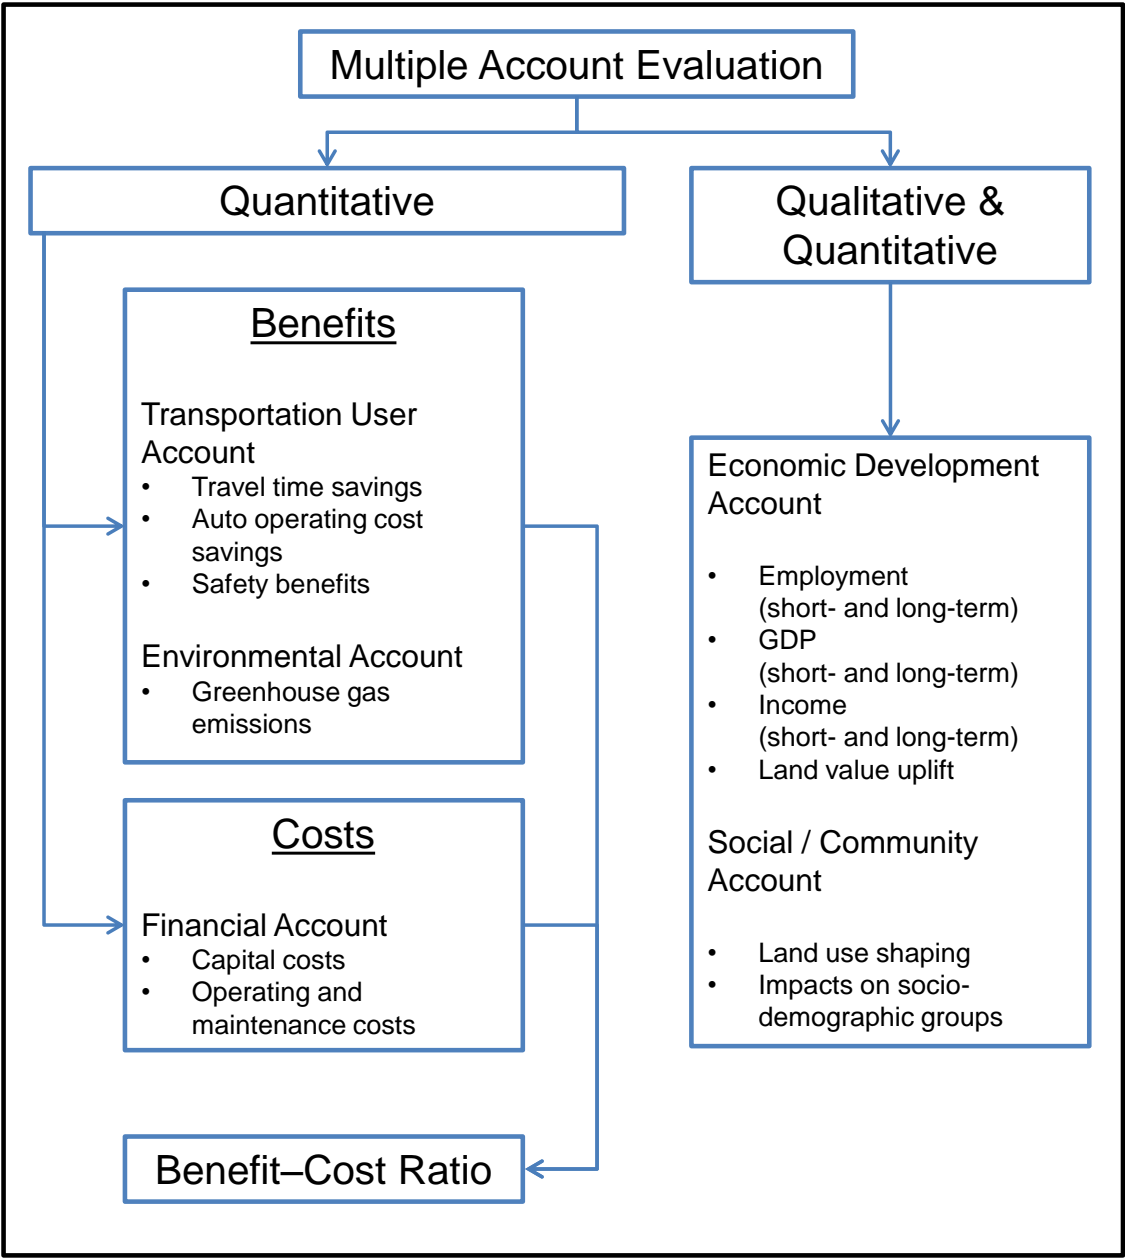 Multiple Account Evaluation
Quantitative
Benefits
Transportation User
Account
• Travel time savings
• Auto operating cost
savings
• Safety benefits
Environmental Account
• Greenhouse gas
emissions
Costs
Financial Account
• Capital costs
• Operating and
maintenance costs
Benefit–Cost Ratio
Qualitative &
Quantitative
Economic Development
Account
• Employment
(short- and long-term)
• GDP
(short- and long-term)
• Income
(short- and long-term)
• Land value uplift
Social / Community
Account
• Land use shaping
• Impacts on socio-
demographic groups